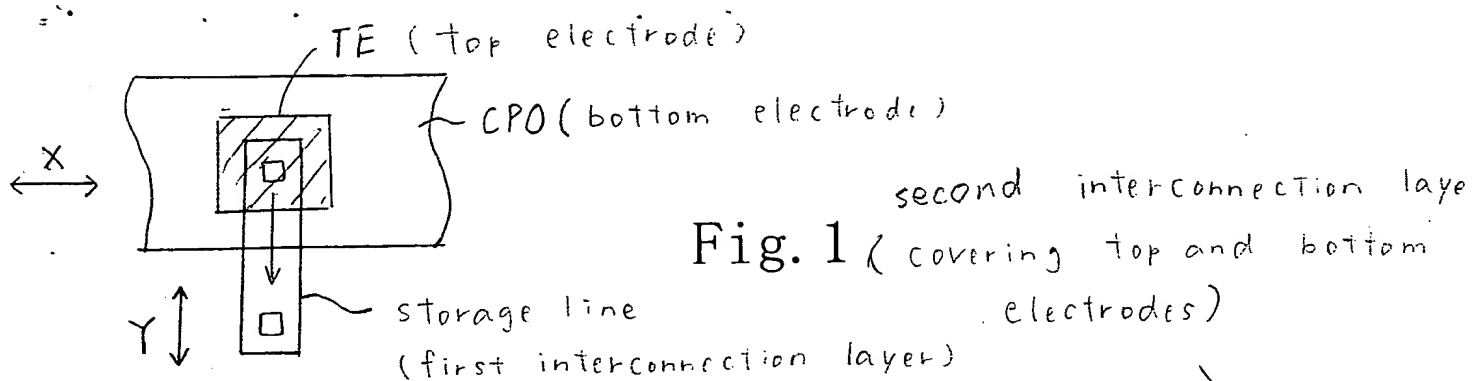 TE (top electrode)
CPO (bottom electrode)
X
second interconnection laye
Fig. 1 (covering top and bottom
electrodes)
Y
storage line
(first interconnection layer)